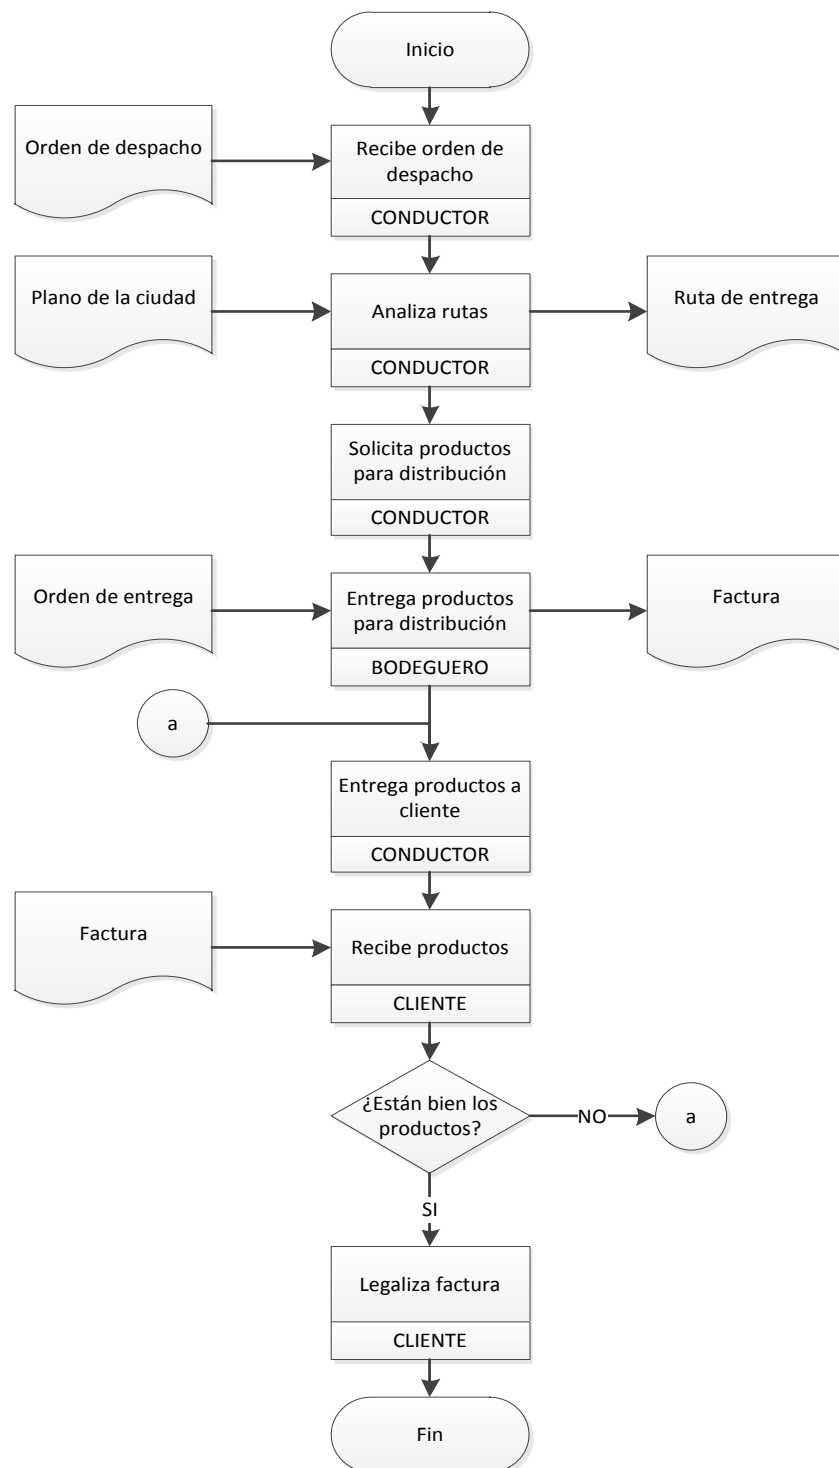 Inicio
Orden de despacho
Recibe orden de
despacho
CONDUCTOR
Plano de la ciudad
Analiza rutas
CONDUCTOR
Ruta de entrega
Solicita productos
para distribución
CONDUCTOR
Orden de entrega
Entrega productos
para distribución
BODEGUERO
Factura
a
Entrega productos a
cliente
CONDUCTOR
Factura
Recibe productos
CLIENTE
¿Están bien los
productos?
NO
a
SI
Legaliza factura
CLIENTE
Fin